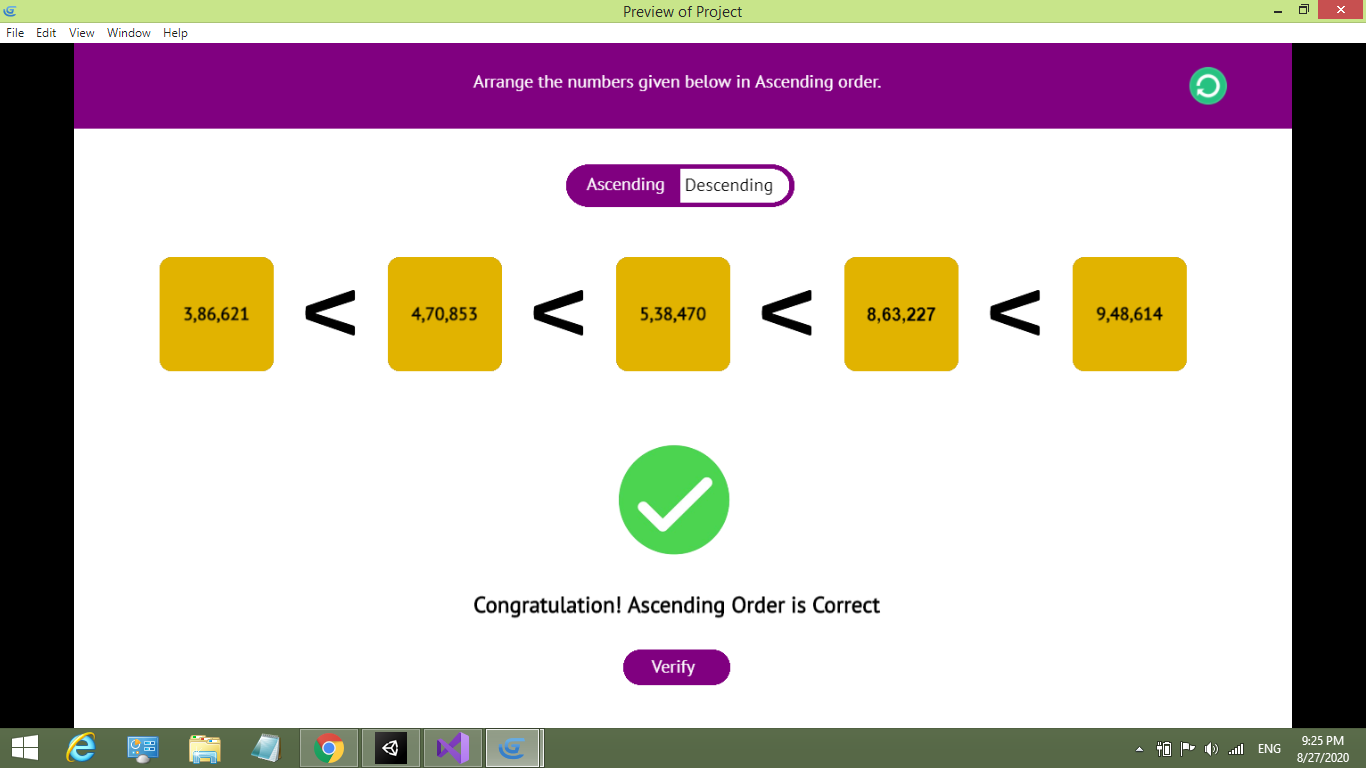 Preview of Project
File Edit View Window Help
Arrange the numbers given below in Ascending order.
Ascending Descending
3,86,621 < 4,70,853 < 5,38,470 < 8,63,227 < 9,48,614
Congratulation! Ascending Order is Correct
Verify
ENG
9:25 PM
8/27/2020